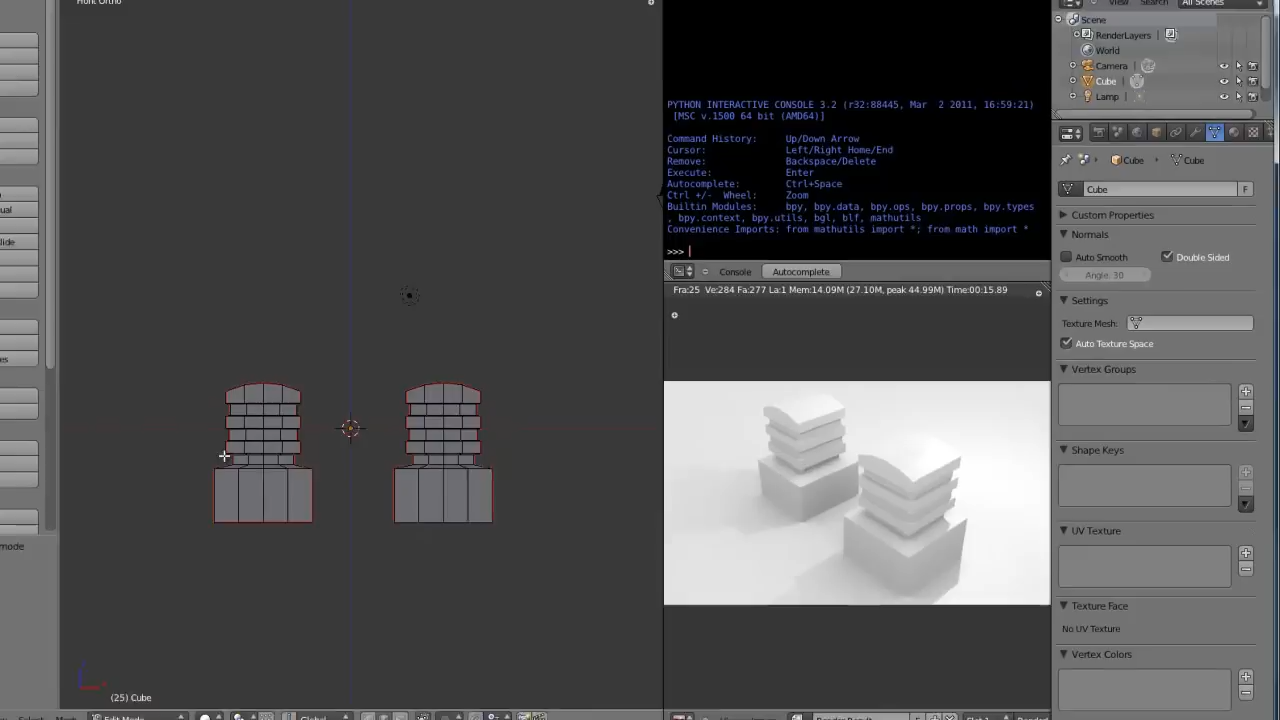 Front Ortho
ual
lide
es
mode
(25) Cube
Edit Mode
Global
PYTHON INTERACTIVE CONSOLE 3.2 (r32:88445, Mar  2 2011, 16:59:21)
[MSC v.1500 64 bit (AMD64)]
Command History:     Up/Down Arrow
Cursor:              Left/Right Home/End
Remove:              Backspace/Delete
Execute:             Enter
Autocomplete:        Ctrl+Space
Ctrl +/-  Wheel:     Zoom
Builtin Modules:     bpy, bpy.data, bpy.ops, bpy.props, bpy.types
, bpy.context, bpy.utils, bgl, blf, mathutils
Convenience Imports: from mathutils import *; from math import *
>>>
Console
Autocomplete
Fra:25  Ve:284 Fa:277 La:1 Mem:14.09M (27.10M, peak 44.99M) Time:00:15.89
Render Result
Slot 1
View
Search
All Scenes
Scene
RenderLayers
World
Camera
Cube
Lamp
Cube
Cube
Cube
F
Custom Properties
Normals
Auto Smooth
Double Sided
Angle: 30
Settings
Texture Mesh:
Auto Texture Space
Vertex Groups
Shape Keys
UV Texture
Texture Face
No UV Texture
Vertex Colors